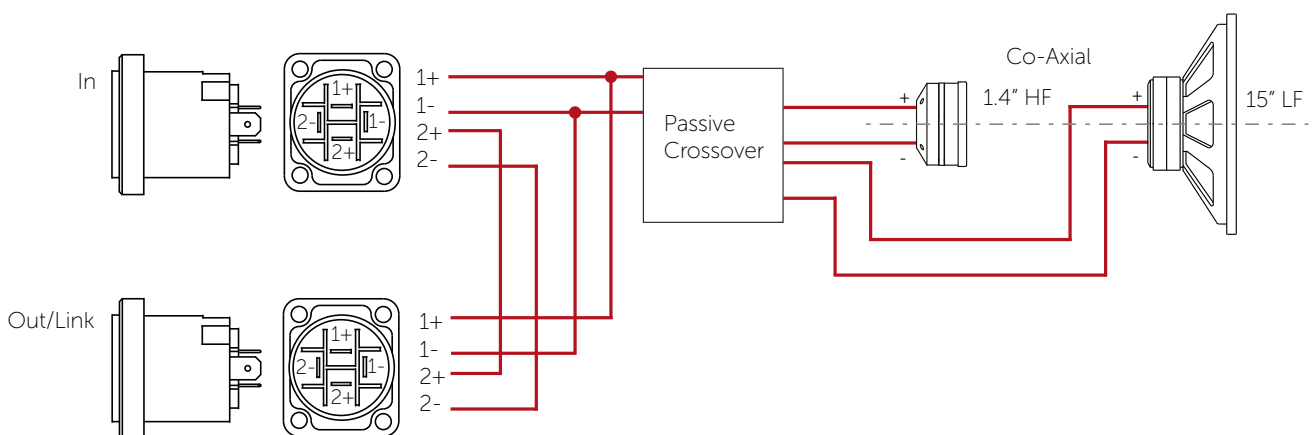 In
1+
2-
1-
2+
1+
1-
2+
2-
Passive
Crossover
+
-
1.4” HF
Co-Axial
+
-
15” LF
Out/Link
1+
2-
1-
2+
1+
1-
2+
2-